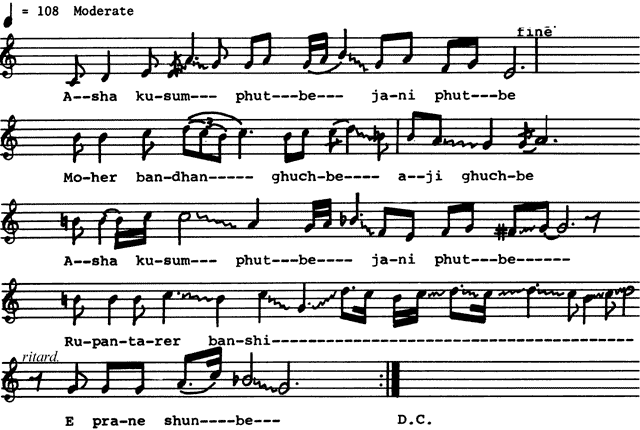 ♩ = 108 Moderate
finē
A--sha ku-sum--- phut---be--- ja-ni phut---be
3
Mo-her ban-dhan----- ghuch-be---- a--ji ghuch-be
A--sha ku-sum--- phut---be---- ja-ni phut---be------
Ru-pan-ta-rer ban-shi---------------------------------------
ritard.
E pra-ne shun----be--- D.C.